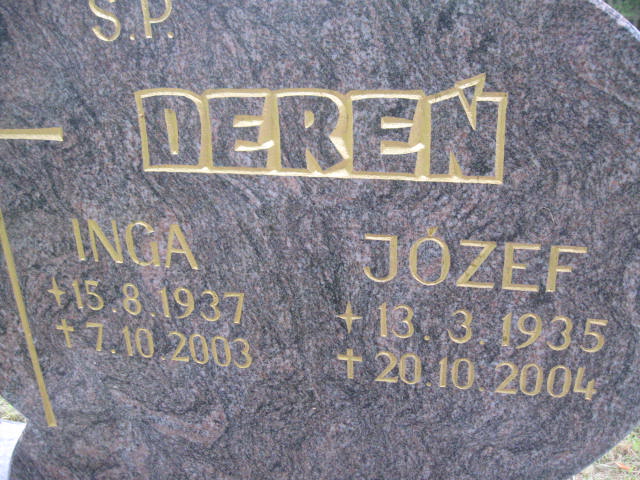 S.P.
DEREŃ
INGA
15.8.1937
✝ 7.10.2003
JÓZEF
13.3.1935
✝ 20.10.2004